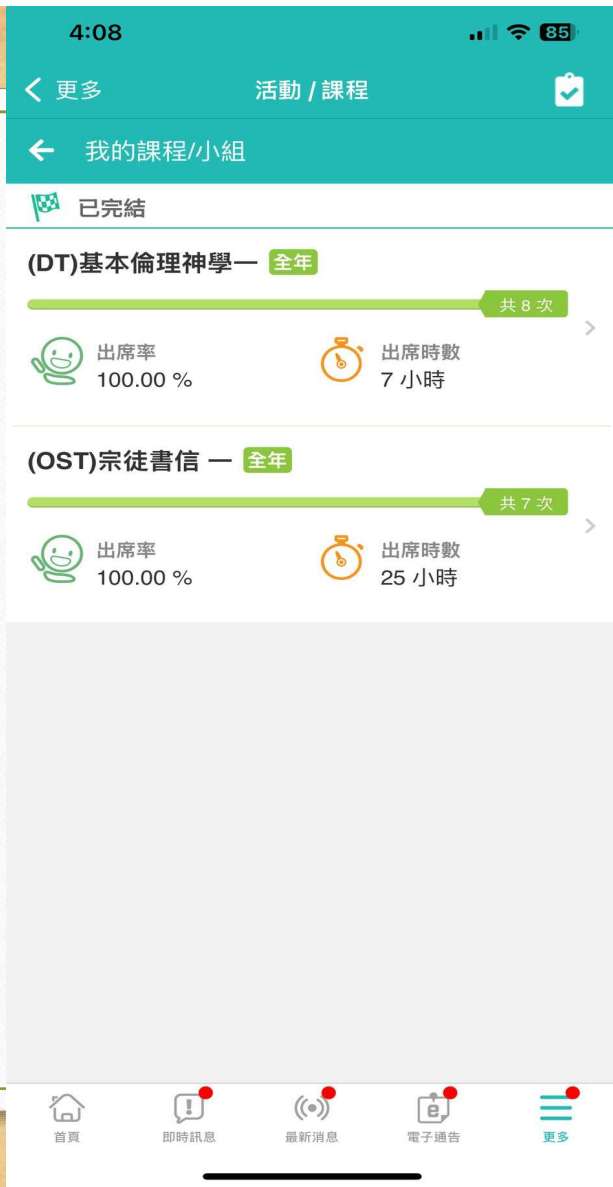 4:08
85
更多
活動 / 課程
我的課程/小組
已完結
(DT)基本倫理神學一 全年
共 8 次
出席率
出席時數
100.00 %
7 小時
(OST)宗徒書信 一 全年
共 7 次
出席率
出席時數
100.00 %
25 小時
首頁
即時訊息
最新消息
電子通告
更多